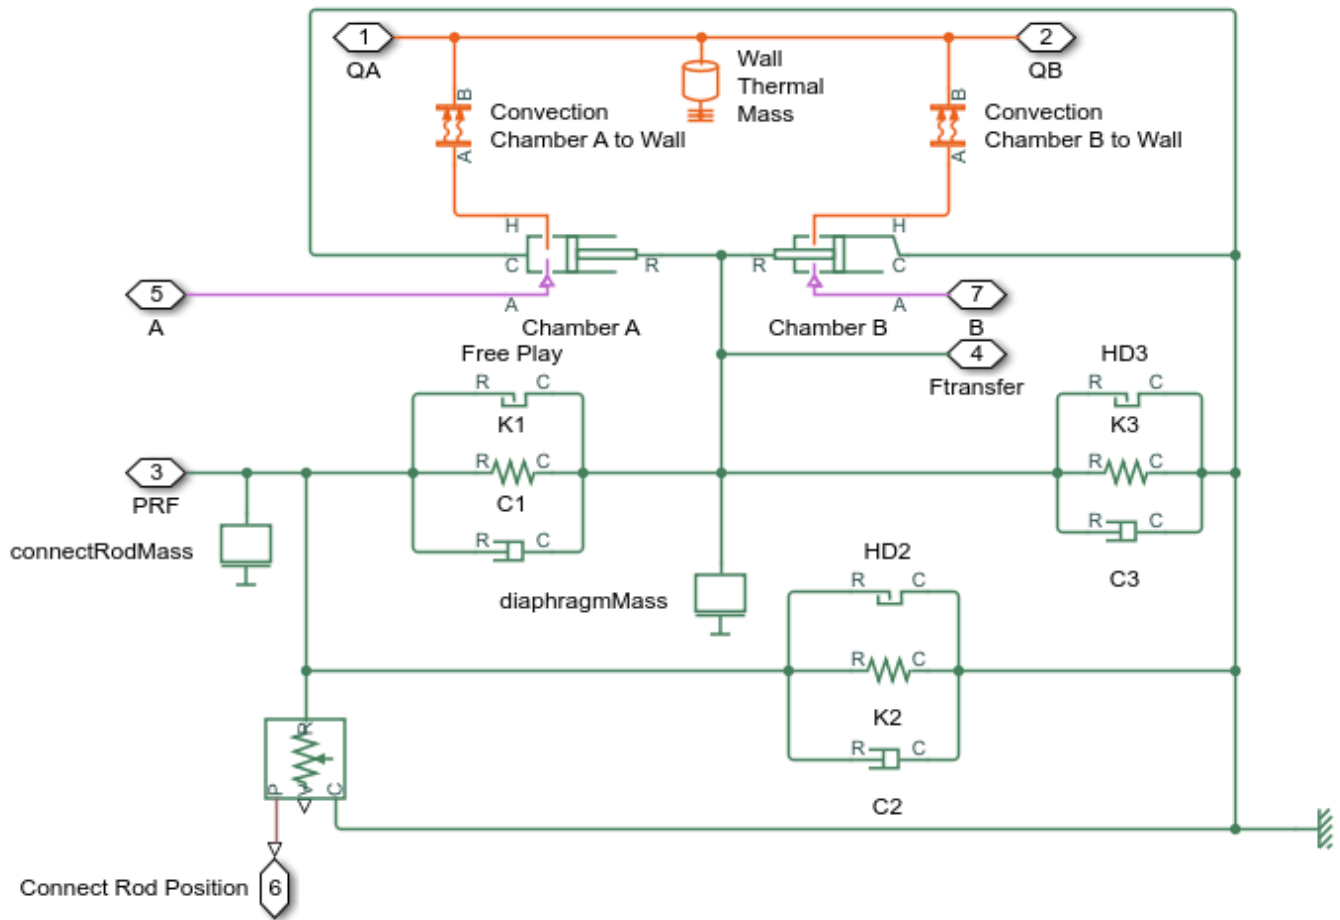 1
QA
2
QB
Wall
Thermal
Mass
B
A
Convection
Chamber A to Wall
B
A
Convection
Chamber B to Wall
H
C
R
A
Chamber A
R
H
C
A
Chamber B
5
A
7
B
4
Ftransfer
Free Play
R
C
K1
R
C
C1
R
C
HD3
R
C
K3
R
C
R
C
C3
3
PRF
connectRodMass
diaphragmMass
HD2
R
C
R
C
K2
R
C
C2
R
P
V
C
Connect Rod Position
6